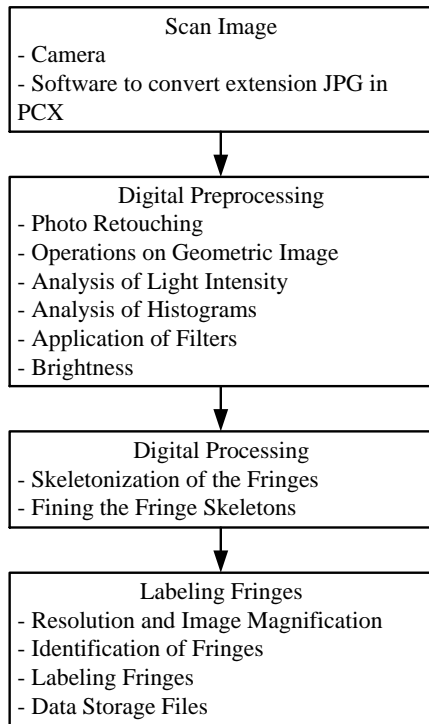 Scan Image
- Camera
- Software to convert extension JPG in
PCX
Digital Preprocessing
- Photo Retouching
- Operations on Geometric Image
- Analysis of Light Intensity
- Analysis of Histograms
- Application of Filters
- Brightness
Digital Processing
- Skeletonization of the Fringes
- Fining the Fringe Skeletons
Labeling Fringes
- Resolution and Image Magnification
- Identification of Fringes
- Labeling Fringes
- Data Storage Files